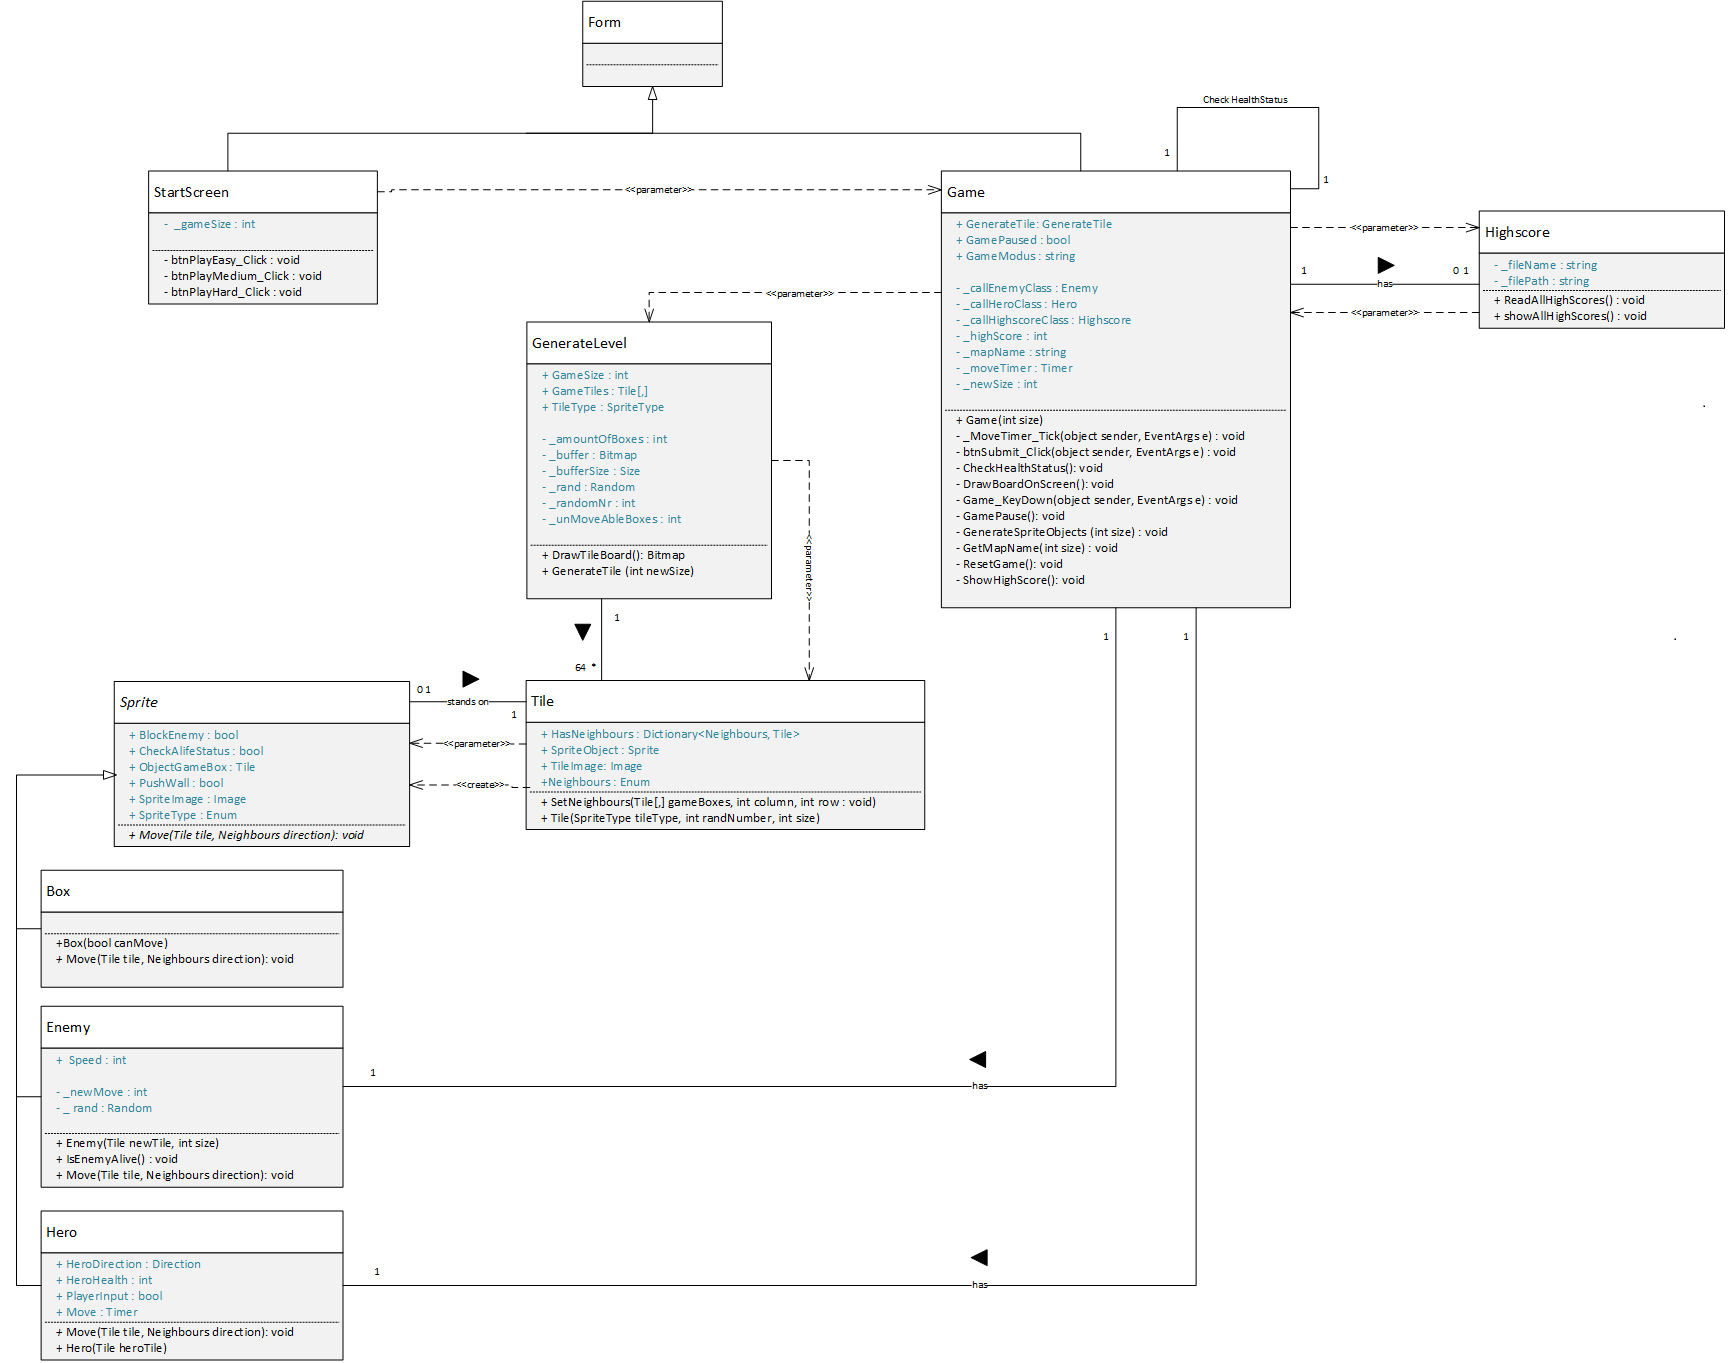 Form
Check HealthStatus
1
1
StartScreen
- _gameSize : int
- btnPlayEasy_Click : void
- btnPlayMedium_Click : void
- btnPlayHard_Click : void
<<parameter>>
Game
+ GenerateTile: GenerateTile
+ GamePaused : bool
+ GameModus : string
- _callEnemyClass : Enemy
- _callHeroClass : Hero
- _callHighscoreClass : Highscore
- _highScore : int
- _mapName : string
- _moveTimer : Timer
- _newSize : int
+ Game(int size)
- _MoveTimer_Tick(object sender, EventArgs e) : void
- btnSubmit_Click(object sender, EventArgs e) : void
- CheckHealthStatus(): void
- DrawBoardOnScreen(): void
- Game_KeyDown(object sender, EventArgs e) : void
- GamePause(): void
- GenerateSpriteObjects (int size) : void
- GetMapName(int size) : void
- ResetGame(): void
- ShowHighScore(): void
<<parameter>>
1
0 1
has
<<parameter>>
Highscore
- _fileName : string
- _filePath : string
+ ReadAllHighScores() : void
+ showAllHighScores() : void
<<parameter>>
GenerateLevel
+ GameSize : int
+ GameTiles : Tile[,]
+ TileType : SpriteType
- _amountOfBoxes : int
- _buffer : Bitmap
- _bufferSize : Size
- _rand : Random
- _randomNr : int
- _unMoveAbleBoxes : int
+ DrawTileBoard(): Bitmap
+ GenerateTile (int newSize)
<<parameter>>
1
64 *
1
1
Sprite
+ BlockEnemy : bool
+ CheckAlifeStatus : bool
+ ObjectGameBox : Tile
+ PushWall : bool
+ SpriteImage : Image
+ SpriteType : Enum
+ Move(Tile tile, Neighbours direction): void
0 1
stands on
1
<<parameter>>
<<create>>
Tile
+ HasNeighbours : Dictionary<Neighbours, Tile>
+ SpriteObject : Sprite
+ TileImage: Image
+Neighbours : Enum
+ SetNeighbours(Tile[,] gameBoxes, int column, int row : void)
+ Tile(SpriteType tileType, int randNumber, int size)
Box
+Box(bool canMove)
+ Move(Tile tile, Neighbours direction): void
Enemy
+ Speed : int
- _newMove : int
- _ rand : Random
+ Enemy(Tile newTile, int size)
+ IsEnemyAlive() : void
+ Move(Tile tile, Neighbours direction): void
1
has
Hero
+ HeroDirection : Direction
+ HeroHealth : int
+ PlayerInput : bool
+ Move : Timer
+ Move(Tile tile, Neighbours direction): void
+ Hero(Tile heroTile)
1
has